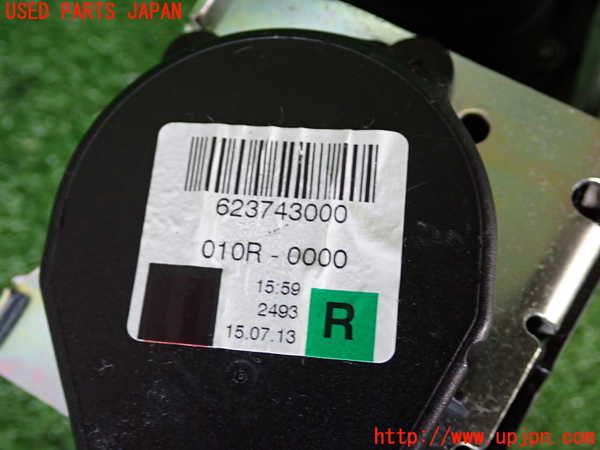 USED PARTS JAPAN
623743000
010R - 0000
15:59
2493
15.07.13
R
http://www.upjpn.com/